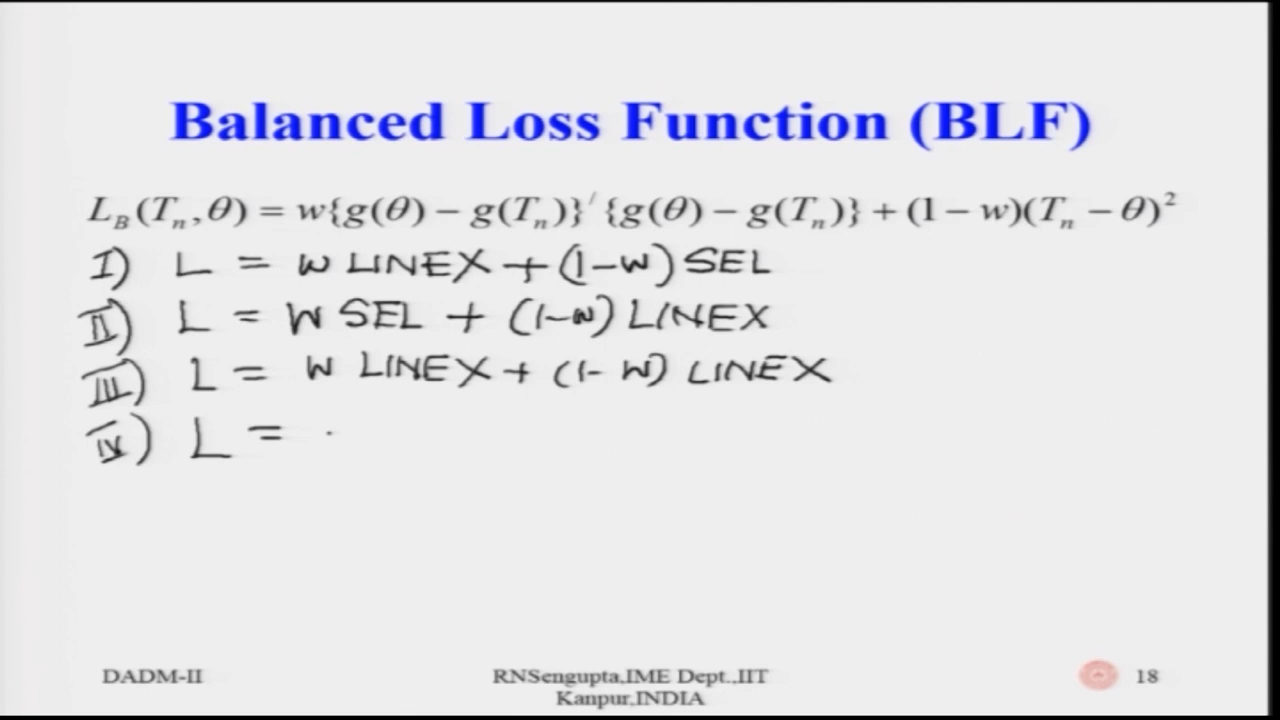 Balanced Loss Function (BLF)
L_B(T_n, θ) = w{g(θ) − g(T_n)}′{g(θ) − g(T_n)} + (1 − w)(T_n − θ)²
I) L = W LINEX + (1-W) SEL
II) L = W SEL + (1-W) LINEX
III) L = W LINEX + (1- W) LINEX
IV) L =
DADM-II
RNSengupta,IME Dept.,IIT
Kanpur,INDIA
18